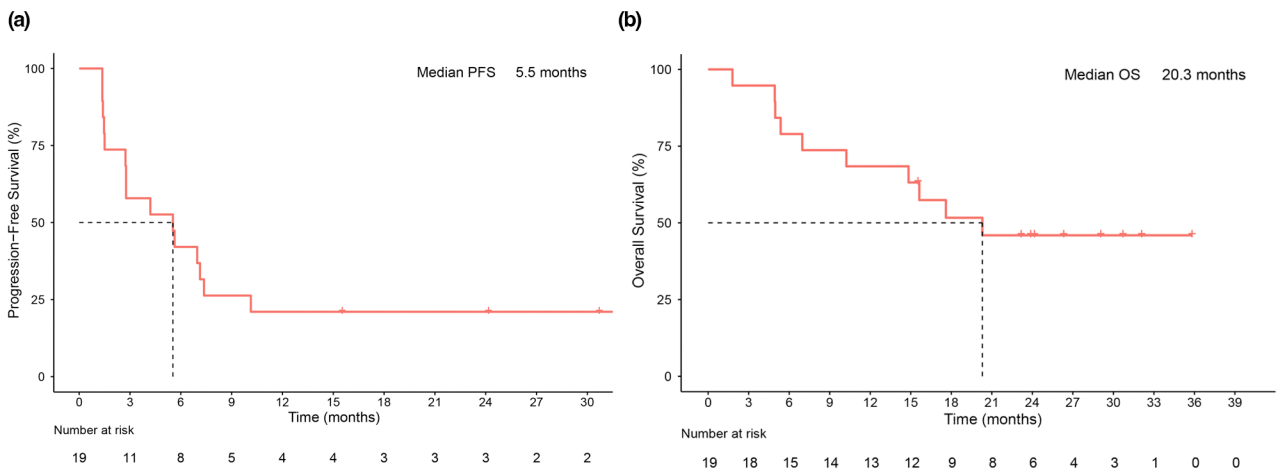 (a)
Median PFS 5.5 months
Progression-Free Survival (%)
100
75
50
25
0
0 3 6 9 12 15 18 21 24 27 30
Time (months)
Number at risk
19 11 8 5 4 4 3 3 3 2 2
(b)
Median OS 20.3 months
Overall Survival (%)
100
75
50
25
0
0 3 6 9 12 15 18 21 24 27 30 33 36 39
Time (months)
Number at risk
19 18 15 14 13 12 9 8 6 4 3 1 0 0